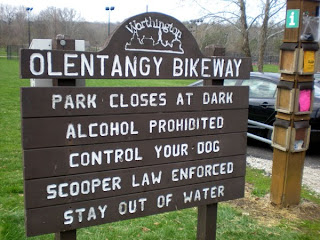 Worthington
OLENTANGY BIKEWAY
PARK CLOSES AT DARK
ALCOHOL PROHIBITED
CONTROL YOUR DOG
SCOOPER LAW ENFORCED
STAY OUT OF WATER
i